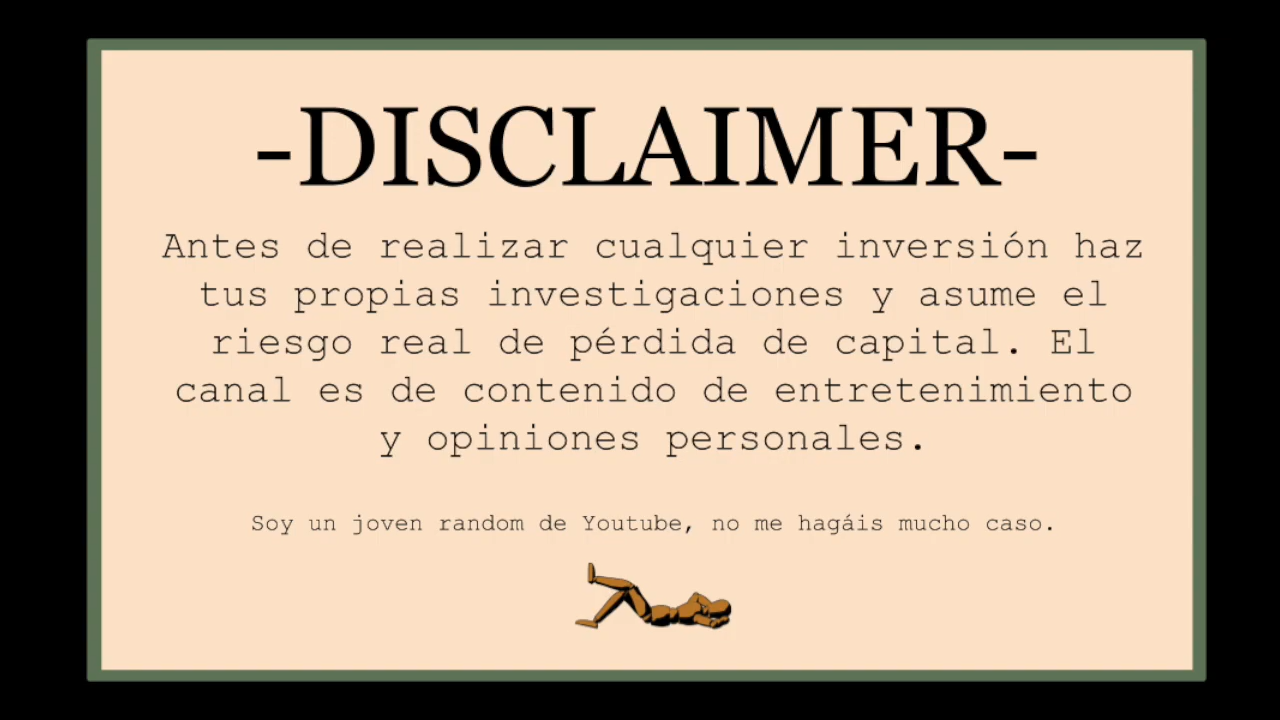 -DISCLAIMER-
Antes de realizar cualquier inversión haz
tus propias investigaciones y asume el
riesgo real de pérdida de capital. El
canal es de contenido de entretenimiento
y opiniones personales.
Soy un joven random de Youtube, no me hagáis mucho caso.